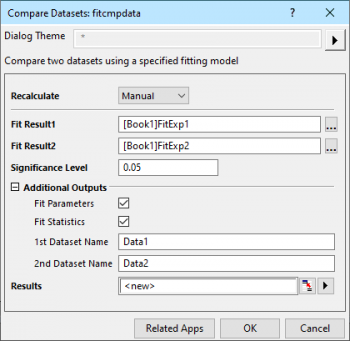 Compare Datasets: fitcmpdata ? ×
Dialog Theme *
Compare two datasets using a specified fitting model
Recalculate Manual
Fit Result1 [Book1]FitExp1 ...
Fit Result2 [Book1]FitExp2 ...
Significance Level 0.05
Additional Outputs
Fit Parameters
Fit Statistics
1st Dataset Name Data1
2nd Dataset Name Data2
Results <new>
Related Apps OK Cancel